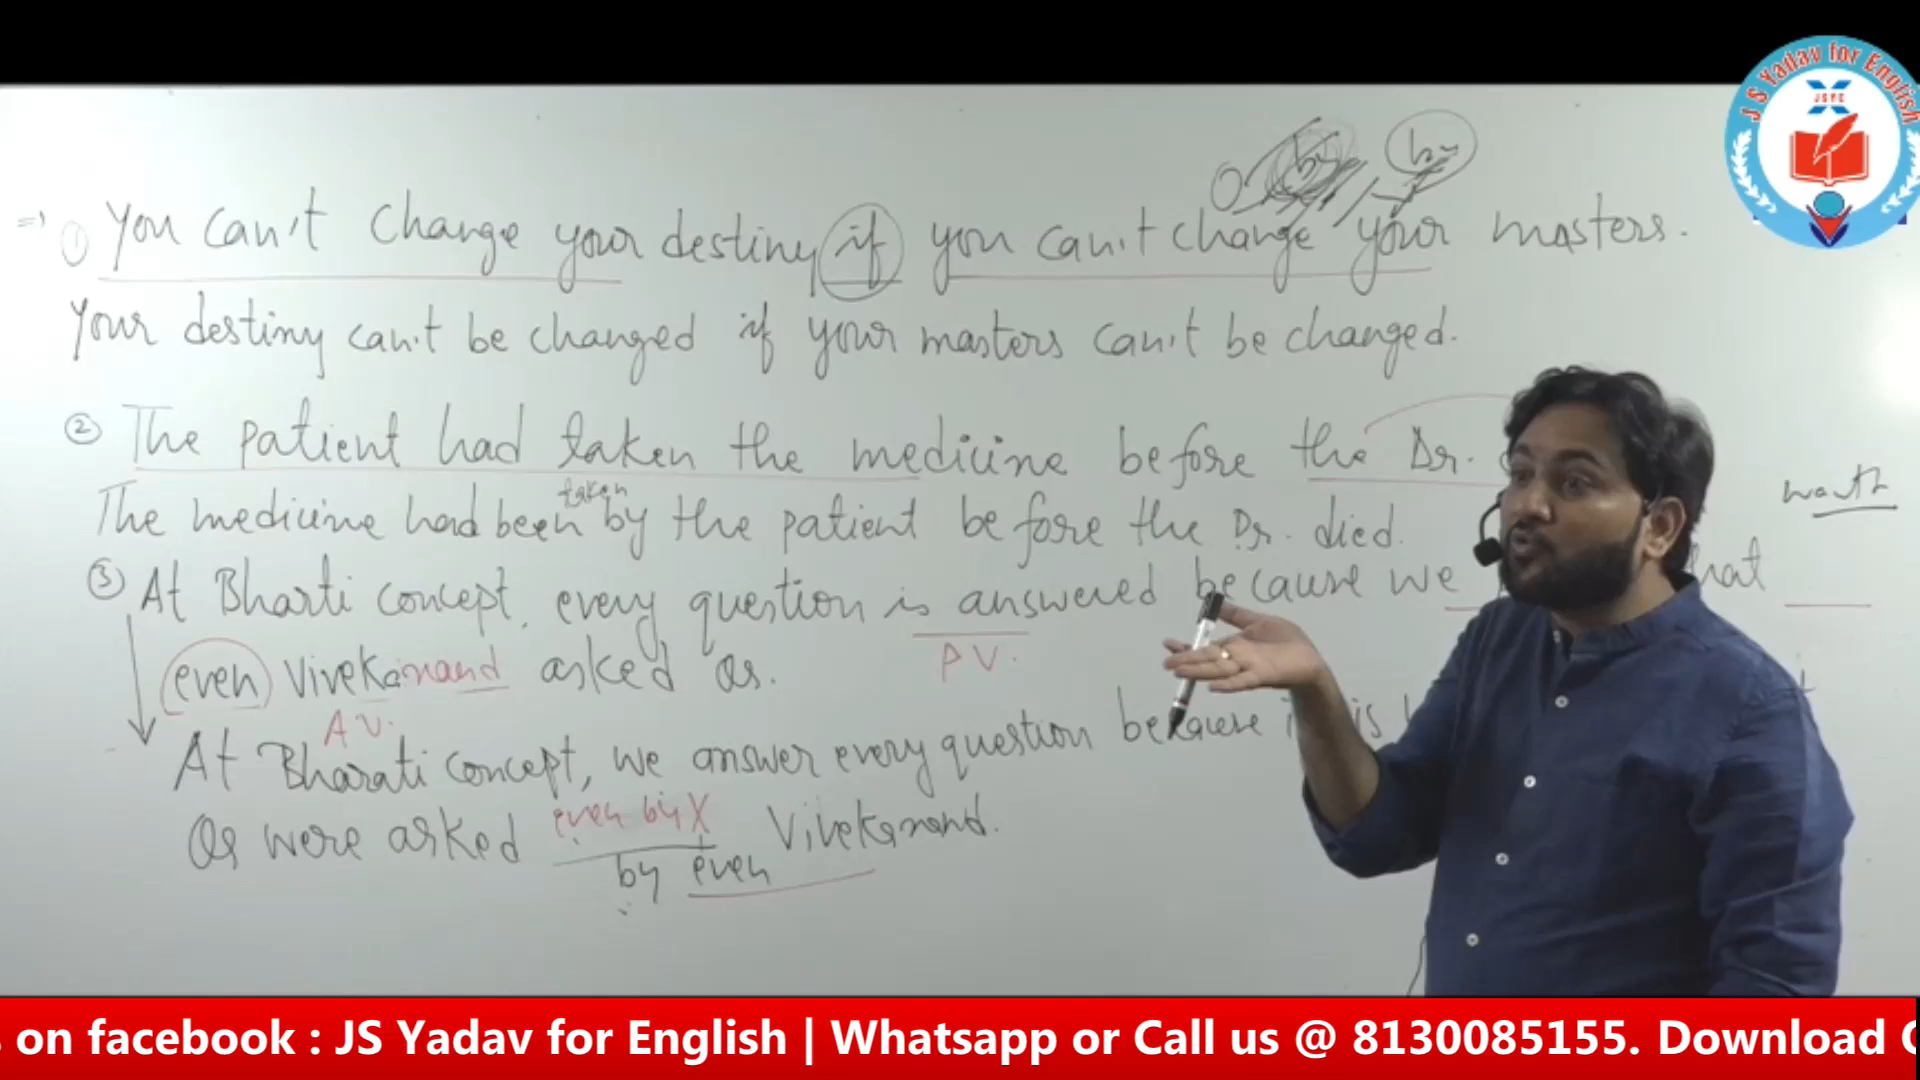 J S Yadav for English
JSYC
by by
① You can't change your destiny if you can't change your masters.
Your destiny can't be changed if your masters can't be changed.
② The patient had taken the medicine before the Dr.
taken
The medicine had been by the patient before the Dr. died.
③ At Bharti concept, every question is answered because we
even Vivekanand asked Qs.
P V.
A V.
At Bharati concept, we answer every question because is
Qs were asked even by X Vivekanand.
by even
on facebook : JS Yadav for English | Whatsapp or Call us @ 8130085155. Download